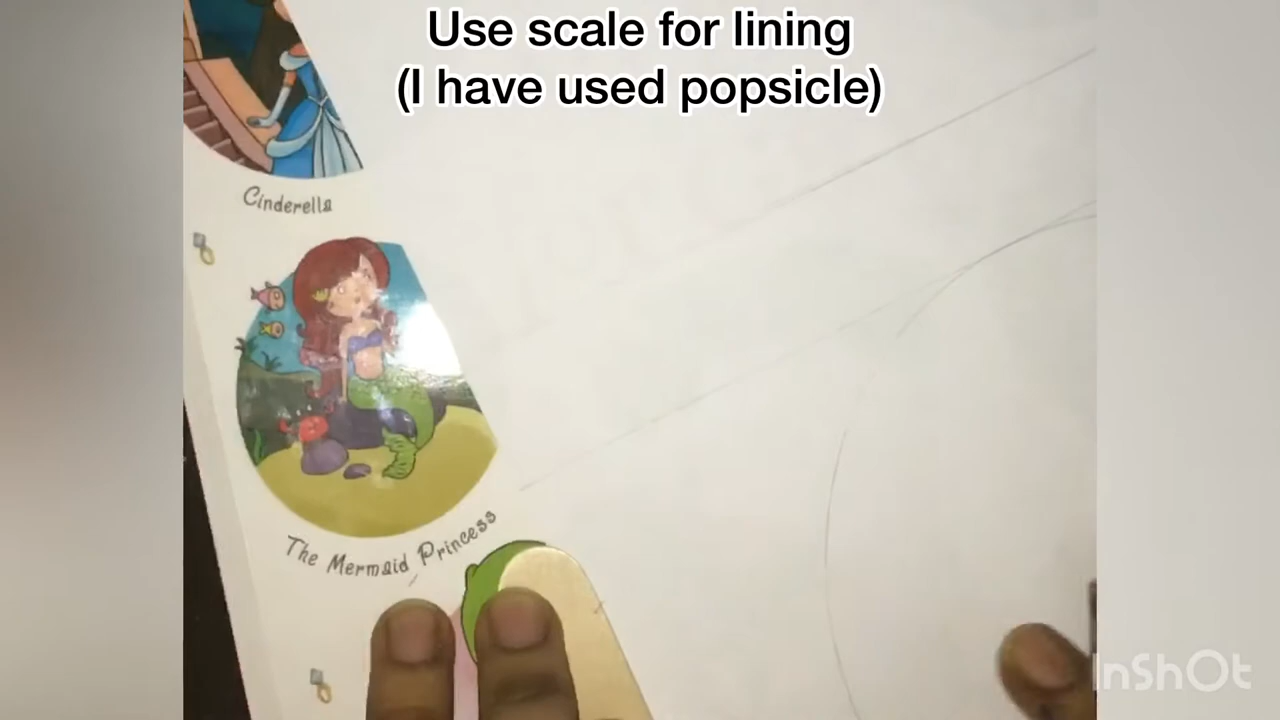 Use scale for lining
(I have used popsicle)
Cinderella
The Mermaid Princess
InShOt